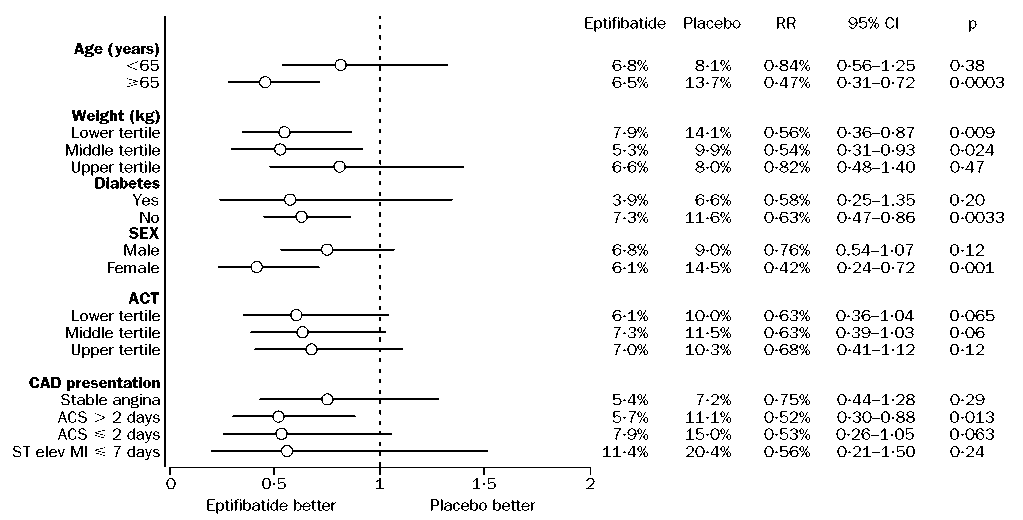 Eptifibatide Placebo RR 95% CI p
Age (years)
<65 6·8% 8·1% 0·84% 0·56–1·25 0·38
≥65 6·5% 13·7% 0·47% 0·31–0·72 0·0003
Weight (kg)
Lower tertile 7·9% 14·1% 0·56% 0·36–0·87 0·009
Middle tertile 5·3% 9·9% 0·54% 0·31–0·93 0·024
Upper tertile 6·6% 8·0% 0·82% 0·48–1·40 0·47
Diabetes
Yes 3·9% 6·6% 0·58% 0·25–1·35 0·20
No 7·3% 11·6% 0·63% 0·47–0·86 0·0033
SEX
Male 6·8% 9·0% 0·76% 0.54–1·07 0·12
Female 6·1% 14·5% 0·42% 0·24–0·72 0·001
ACT
Lower tertile 6·1% 10·0% 0·63% 0·36–1·04 0·065
Middle tertile 7·3% 11·5% 0·63% 0·39–1·03 0·06
Upper tertile 7·0% 10·3% 0·68% 0·41–1·12 0·12
CAD presentation
Stable angina 5·4% 7·2% 0·75% 0·44–1·28 0·29
ACS > 2 days 5·7% 11·1% 0·52% 0·30–0·88 0·013
ACS ≤ 2 days 7·9% 15·0% 0·53% 0·26–1·05 0·063
ST elev MI ≤ 7 days 11·4% 20·4% 0·56% 0·21–1·50 0·24
0 0·5 1 1·5 2
Eptifibatide better Placebo better